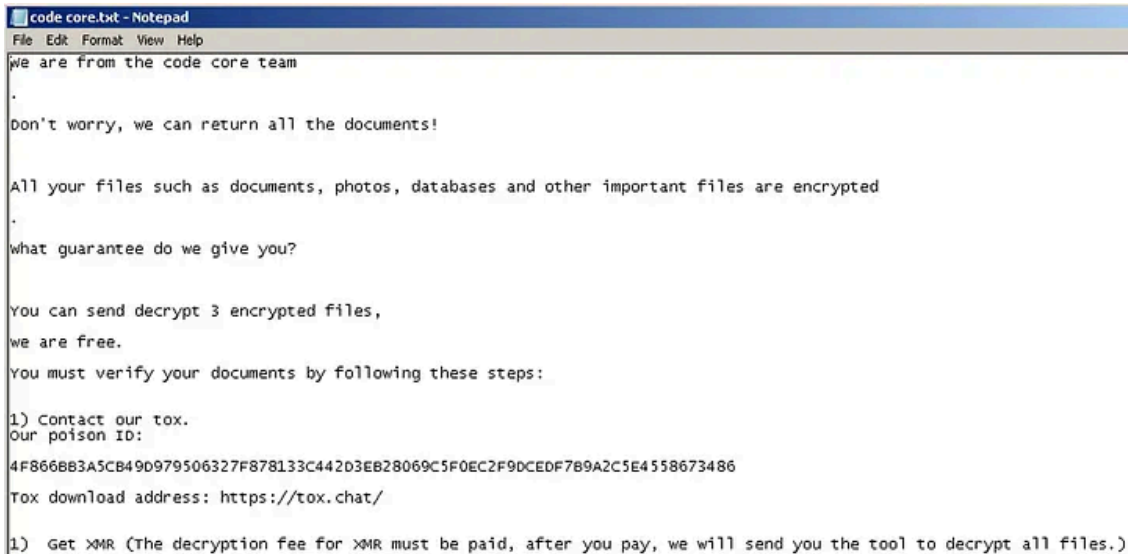 code core.txt - Notepad
File Edit Format View Help
We are from the code core team
.
Don't worry, we can return all the documents!
All your files such as documents, photos, databases and other important files are encrypted
.
What guarantee do we give you?
You can send decrypt 3 encrypted files,
we are free.
You must verify your documents by following these steps:
1) Contact our tox.
Our poison ID:
4F866BB3A5CB49D979506327F878133C442D3EB28069C5F0EC2F9DCEDF7B9A2C5E4558673486
Tox download address: https://tox.chat/
1) Get XMR (The decryption fee for XMR must be paid, after you pay, we will send you the tool to decrypt all files.)